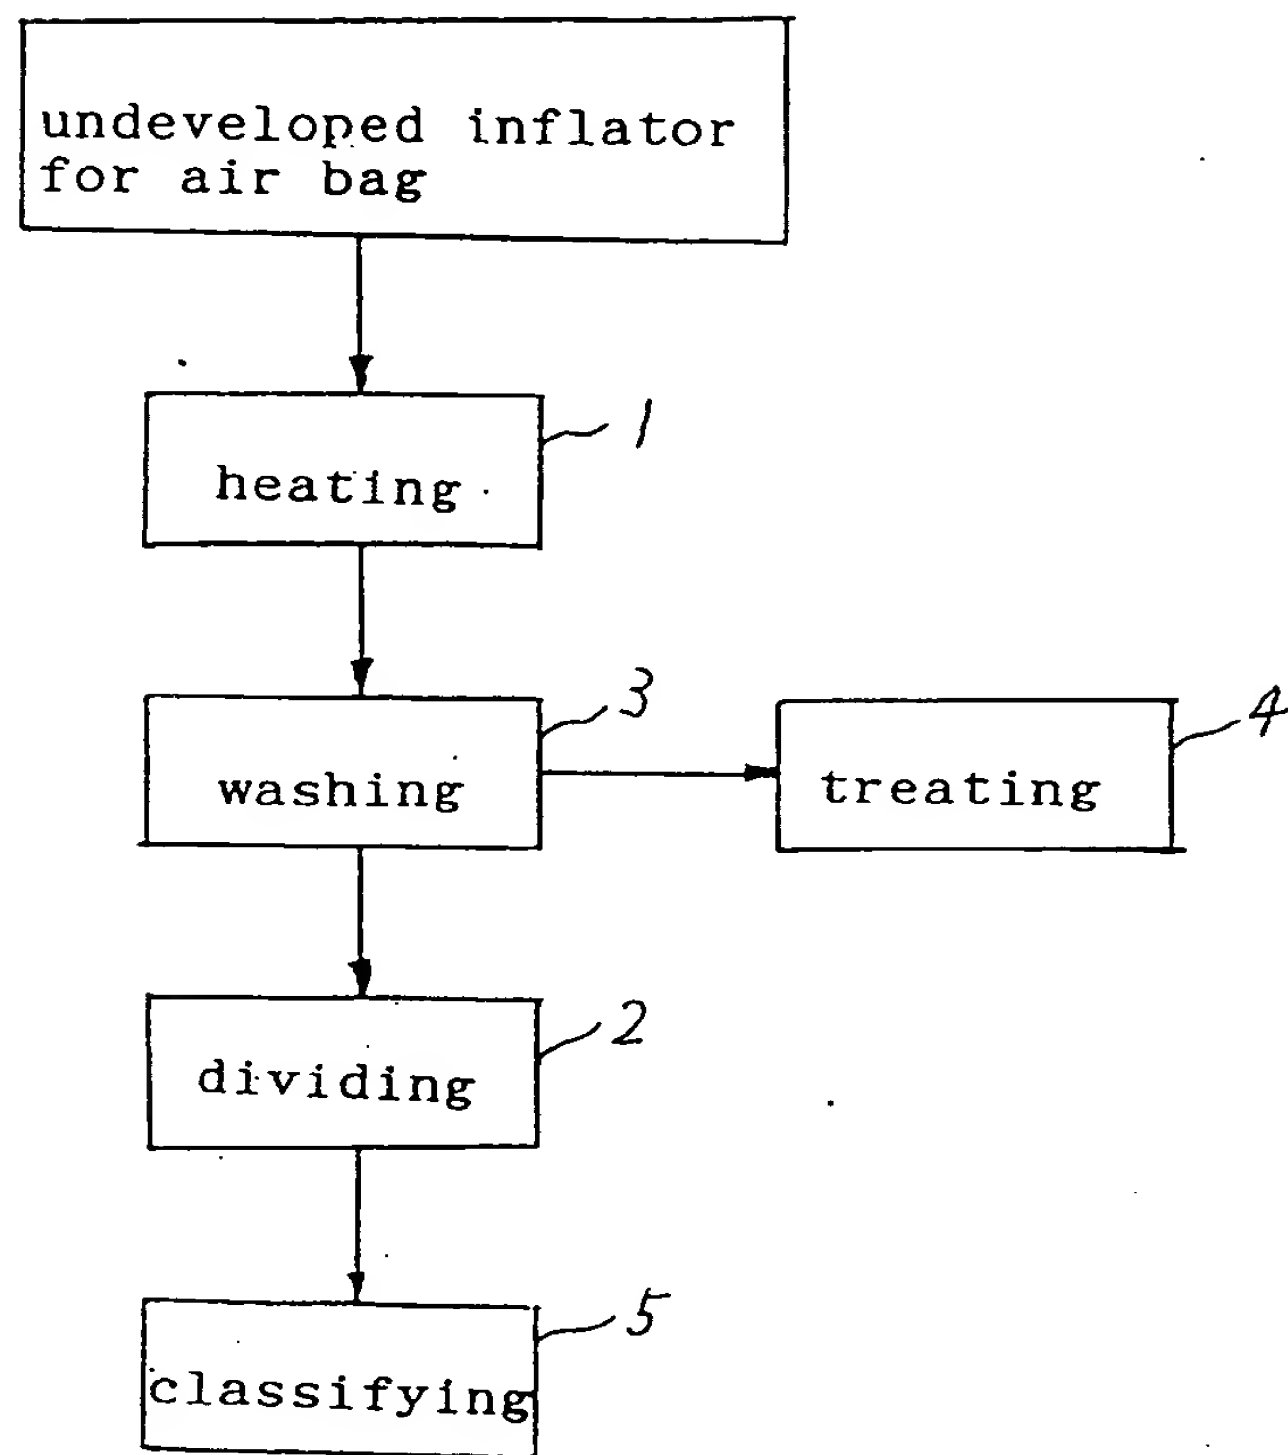 undeveloped inflator
for air bag
1
heating
3
washing
4
treating
2
dividing
5
classifying